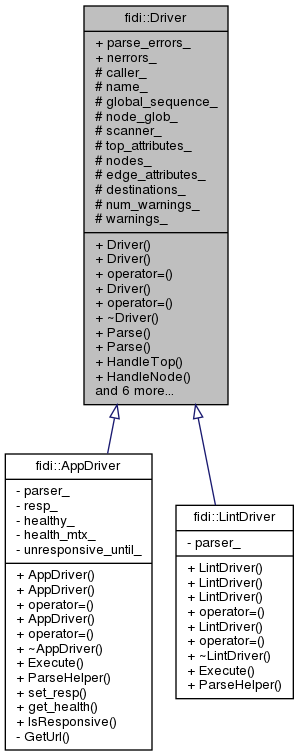 fidi::Driver
+ parse_errors_
+ nerrors_
# caller_
# name_
# global_sequence_
# node_glob_
# scanner_
# top_attributes_
# nodes_
# edge_attributes_
# destinations_
# num_warnings_
# warnings_
+ Driver()
+ Driver()
+ operator=()
+ Driver()
+ operator=()
+ ~Driver()
+ Parse()
+ Parse()
+ HandleTop()
+ HandleNode()
and 6 more...
fidi::AppDriver
- parser_
- resp_
- healthy_
- health_mtx_
- unresponsive_until_
+ AppDriver()
+ AppDriver()
+ operator=()
+ AppDriver()
+ operator=()
+ ~AppDriver()
+ Execute()
+ ParseHelper()
+ set_resp()
+ get_health()
+ IsResponsive()
- GetUrl()
fidi::LintDriver
- parser_
+ LintDriver()
+ LintDriver()
+ LintDriver()
+ operator=()
+ LintDriver()
+ operator=()
+ ~LintDriver()
+ Execute()
+ ParseHelper()